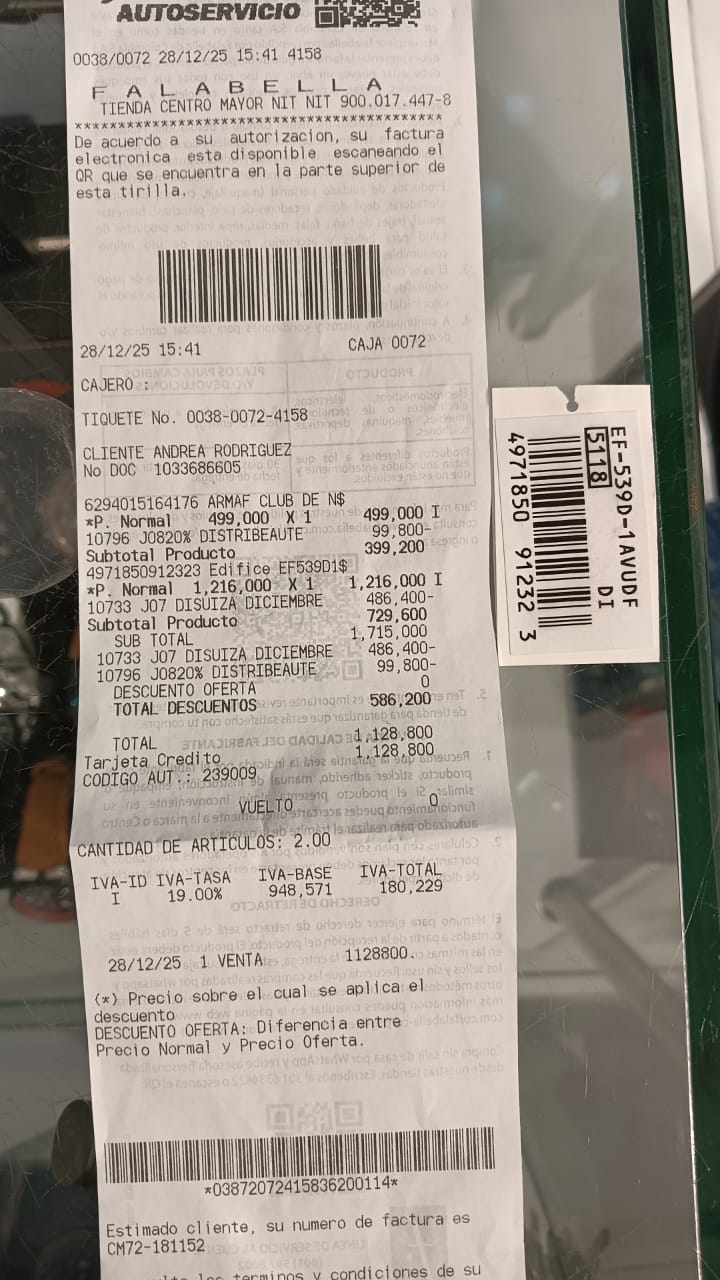 AUTOSERVICIO
0038/0072 28/12/25 15:41 4158
F A L A B E L L A
TIENDA CENTRO MAYOR NIT NIT 900.017.447-8
******************************************
De acuerdo a su autorizacion, su factura
electronica esta disponible escaneando el
QR que se encuentra en la parte superior de
esta tirilla.
28/12/25 15:41 CAJA 0072
CAJERO :
TIQUETE No. 0038-0072-4158
CLIENTE ANDREA RODRIGUEZ
No DOC 1033686605
6294015164176 ARMAF CLUB DE N$
*P. Normal 499,000 X 1 499,000 I
10796 J0820% DISTRIBEAUTE 99,800-
Subtotal Producto 399,200
4971850912323 Edifice EF539D1$
*P. Normal 1,216,000 X 1 1,216,000 I
10733 J07 DISUIZA DICIEMBRE 486,400-
Subtotal Producto 729,600
SUB TOTAL 1,715,000
10733 J07 DISUIZA DICIEMBRE 486,400-
10796 J0820% DISTRIBEAUTE 99,800-
DESCUENTO OFERTA 0
TOTAL DESCUENTOS 586,200
TOTAL 1,128,800
Tarjeta Credito 1,128,800
CODIGO AUT.: 239009
VUELTO 0
CANTIDAD DE ARTICULOS: 2.00
IVA-ID IVA-TASA IVA-BASE IVA-TOTAL
I 19.00% 948,571 180,229
28/12/25 1 VENTA 1128800.
(*) Precio sobre el cual se aplica el
descuento
DESCUENTO OFERTA: Diferencia entre
Precio Normal y Precio Oferta.
*03872072415836200114*
Estimado cliente, su numero de factura es
CM72-181152
los terminos y condiciones de su
EF-539D-1AVUDF
5118 DI
4971850 91232 3